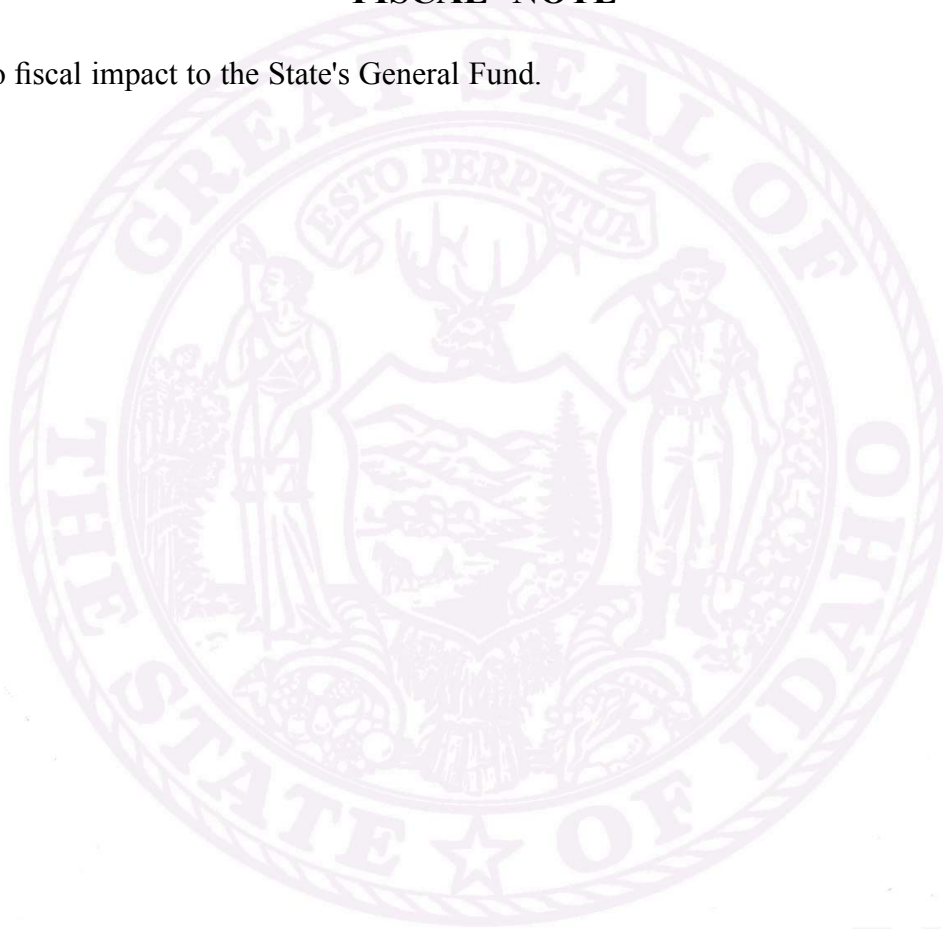 FISCAL NOTE
fiscal impact to the State's General Fund.
GREAT SEAL OF
THE STATE OF IDAHO
ESTO PERPETUA